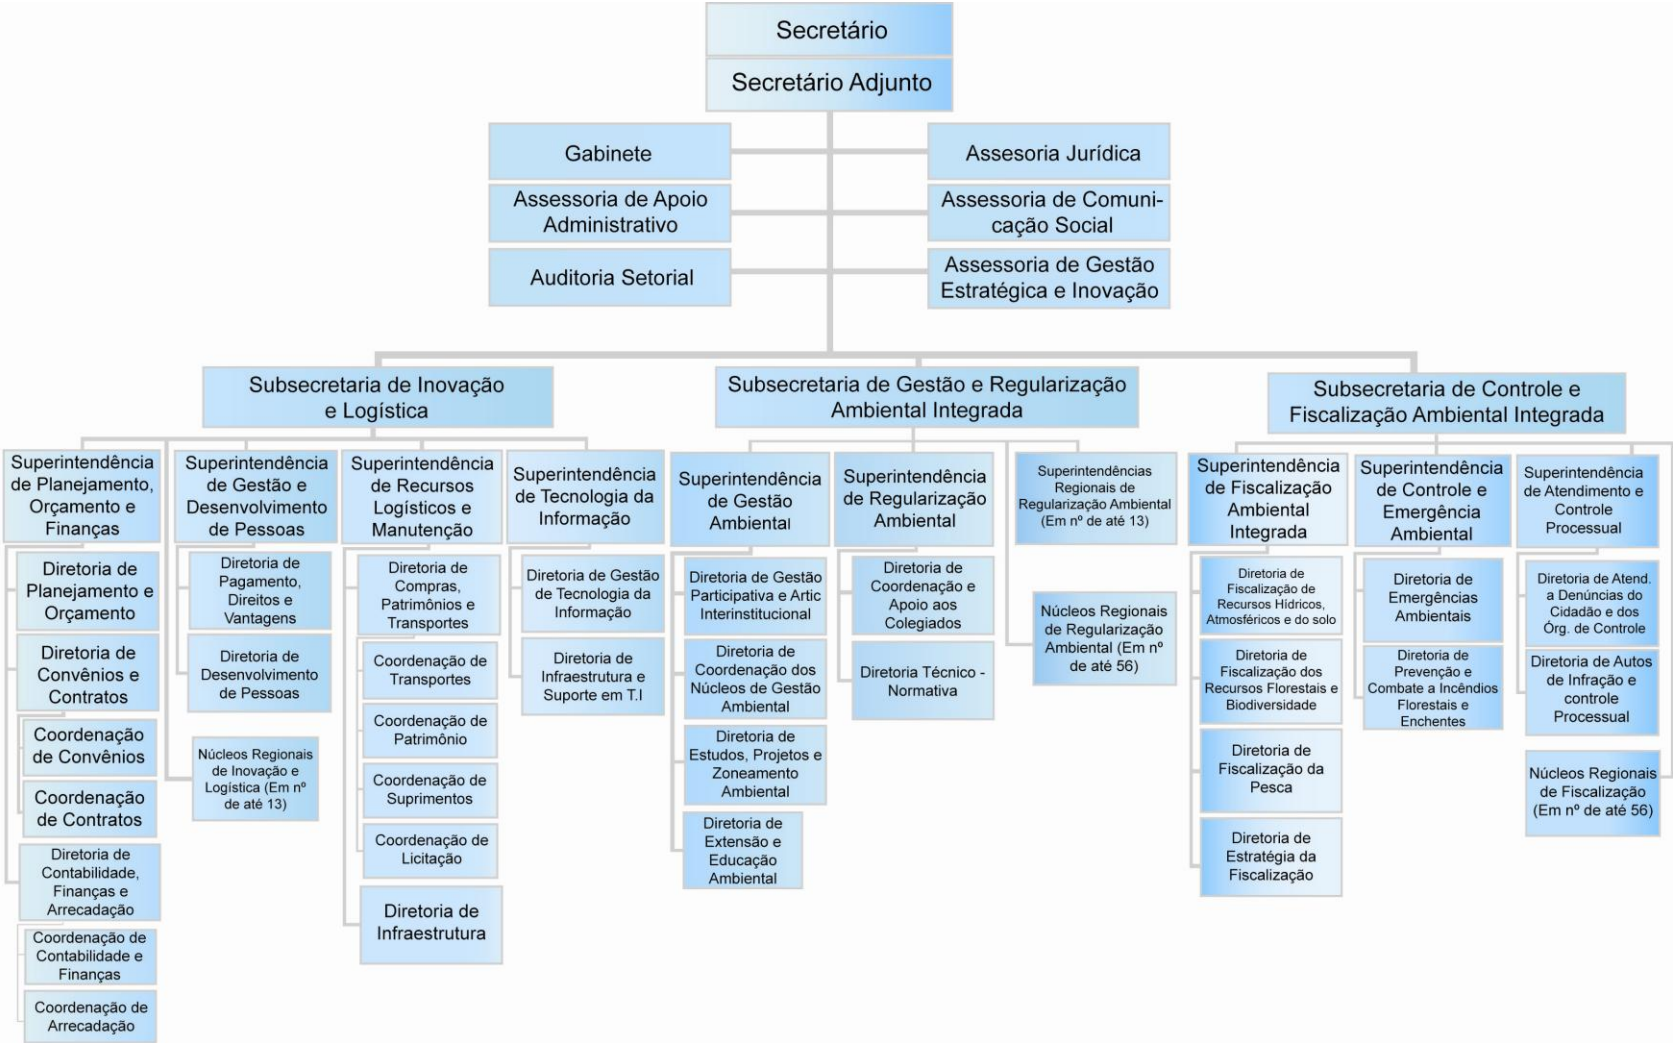 Secretário
Secretário Adjunto
Gabinete
Assesoria Jurídica
Assessoria de Apoio
Administrativo
Assessoria de Comuni-
cação Social
Auditoria Setorial
Assessoria de Gestão
Estratégica e Inovação
Subsecretaria de Inovação
e Logística
Subsecretaria de Gestão e Regularização
Ambiental Integrada
Subsecretaria de Controle e
Fiscalização Ambiental Integrada
Superintendência
de Planejamento,
Orçamento e
Finanças
Diretoria de
Planejamento e
Orçamento
Diretoria de
Convênios e
Contratos
Coordenação
de Convênios
Coordenação
de Contratos
Diretoria de
Contabilidade,
Finanças e
Arrecadação
Coordenação de
Contabilidade e
Finanças
Coordenação de
Arrecadação
Superintendência
de Gestão e
Desenvolvimento
de Pessoas
Diretoria de
Pagamento,
Direitos e
Vantagens
Diretoria de
Desenvolvimento
de Pessoas
Núcleos Regionais
de Inovação e
Logística (Em nº
de até 13)
Superintendência
de Recursos
Logísticos e
Manutenção
Diretoria de
Compras,
Patrimônios e
Transportes
Coordenação de
Transportes
Coordenação de
Patrimônio
Coordenação de
Suprimentos
Coordenação de
Licitação
Diretoria de
Infraestrutura
Superintendência
de Tecnologia da
Informação
Diretoria de Gestão
de Tecnologia da
Informação
Diretoria de
Infraestrutura e
Suporte em T.I
Superintendência
de Gestão
Ambiental
Diretoria de Gestão
Participativa e Artic
Interinstitucional
Diretoria de
Coordenação dos
Núcleos de Gestão
Ambiental
Diretoria de
Estudos, Projetos e
Zoneamento
Ambiental
Diretoria de
Extensão e
Educação
Ambiental
Superintendência
de Regularização
Ambiental
Diretoria de
Coordenação e
Apoio aos
Colegiados
Diretoria Técnico -
Normativa
Superintendências
Regionais de
Regularização Ambiental
(Em nº de até 13)
Núcleos Regionais
de Regularização
Ambiental (Em nº
de até 56)
Superintendência
de Fiscalização
Ambiental
Integrada
Diretoria de
Fiscalização de
Recursos Hídricos,
Atmosféricos e do solo
Diretoria de
Fiscalização dos
Recursos Florestais e
Biodiversidade
Diretoria de
Fiscalização da
Pesca
Diretoria de
Estratégia da
Fiscalização
Superintendência
de Controle e
Emergência
Ambiental
Diretoria de
Emergências
Ambientais
Diretoria de
Prevenção e
Combate a Incêndios
Florestais e
Enchentes
Superintendência
de Atendimento e
Controle
Processual
Diretoria de Atend.
a Denúncias do
Cidadão e dos
Órg. de Controle
Diretoria de Autos
de Infração e
controle
Processual
Núcleos Regionais
de Fiscalização
(Em nº de até 56)